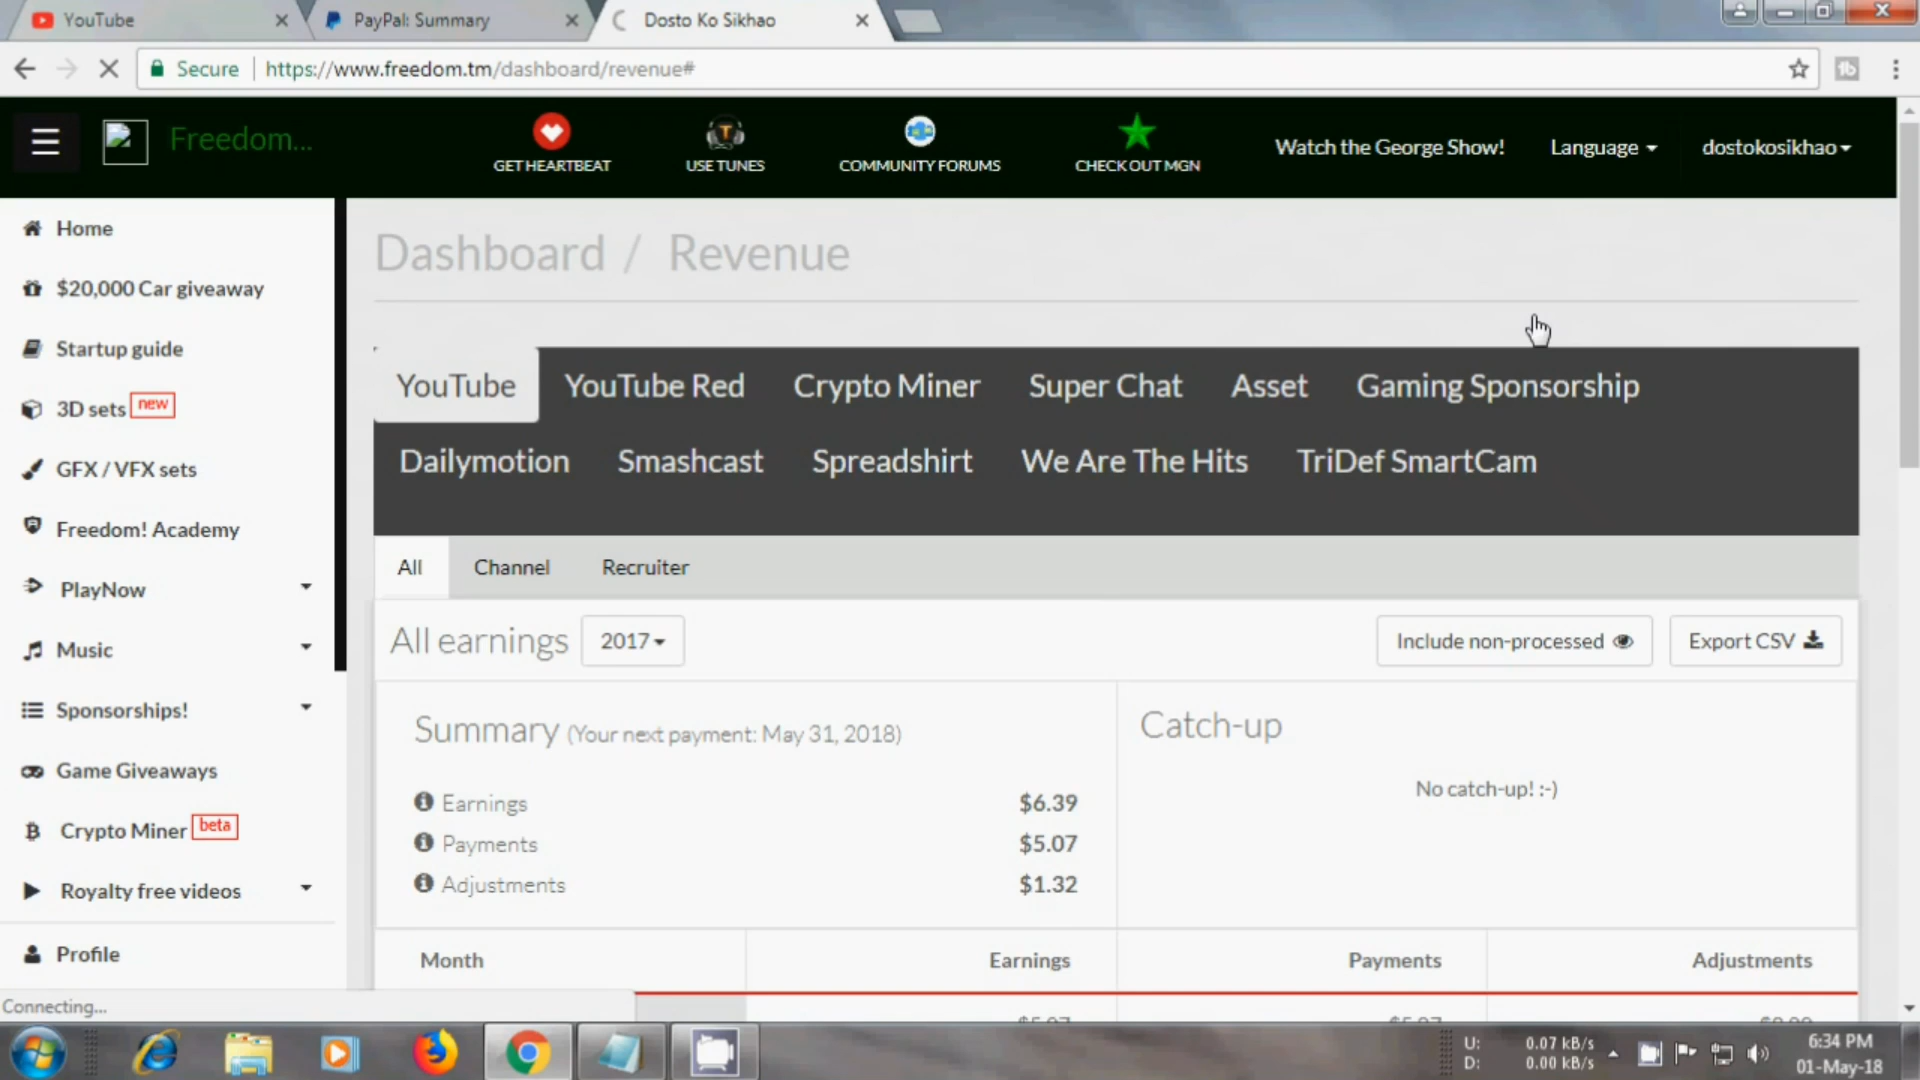 YouTube
PayPal: Summary
Dosto Ko Sikhao
Secure
https://www.freedom.tm/dashboard/revenue#
Freedom...
GET HEARTBEAT
USE TUNES
COMMUNITY FORUMS
CHECK OUT MGN
Watch the George Show!
Language
dostokosikhao
Home
$20,000 Car giveaway
Startup guide
3D sets new
GFX / VFX sets
Freedom! Academy
PlayNow
Music
Sponsorships!
Game Giveaways
Crypto Miner beta
Royalty free videos
Profile
Connecting...
Dashboard / Revenue
YouTube YouTube Red Crypto Miner Super Chat Asset Gaming Sponsorship
Dailymotion Smashcast Spreadshirt We Are The Hits TriDef SmartCam
All Channel Recruiter
All earnings 2017
Include non-processed
Export CSV
Summary (Your next payment: May 31, 2018)
Earnings $6.39
Payments $5.07
Adjustments $1.32
Catch-up
No catch-up! :-)
Month Earnings Payments Adjustments
U: 0.07 kB/s
D: 0.00 kB/s
6:34 PM
01-May-18